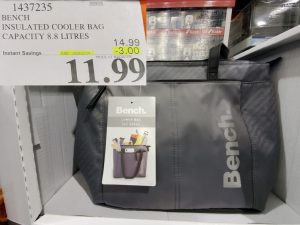 1437235
BENCH
INSULATED COOLER BAG
CAPACITY 8.8 LITRES
14.99
Instant Savings
-3.00
11.99
Bench.
Bench.